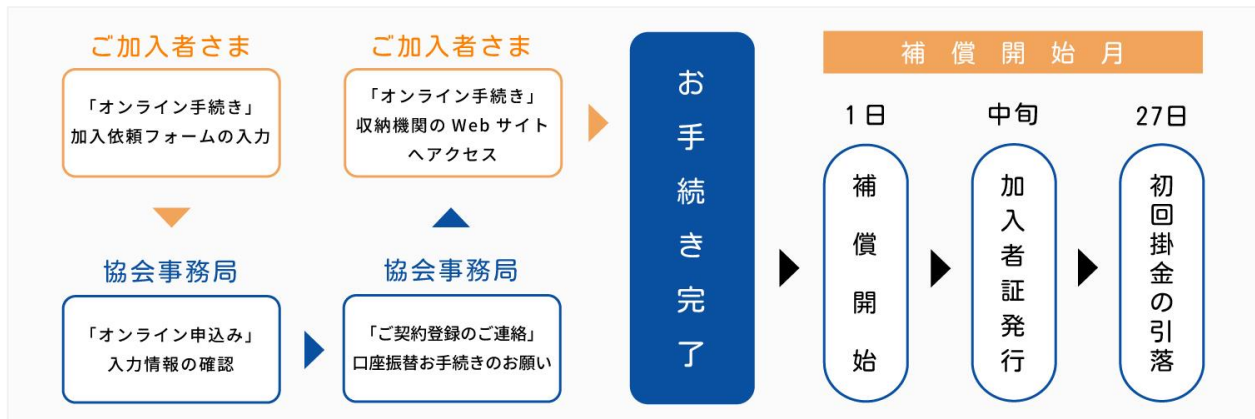 ご加入者さま
「オンライン手続き」
加入依頼フォームの入力
協会事務局
「オンライン申込み」
入力情報の確認
協会事務局
「ご契約登録のご連絡」
口座振替お手続きのお願い
ご加入者さま
「オンライン手続き」
収納機関の Web サイト
へアクセス
お手続き完了
補償開始月
1日
補償開始
中旬
加入者証発行
27日
初回掛金の引落